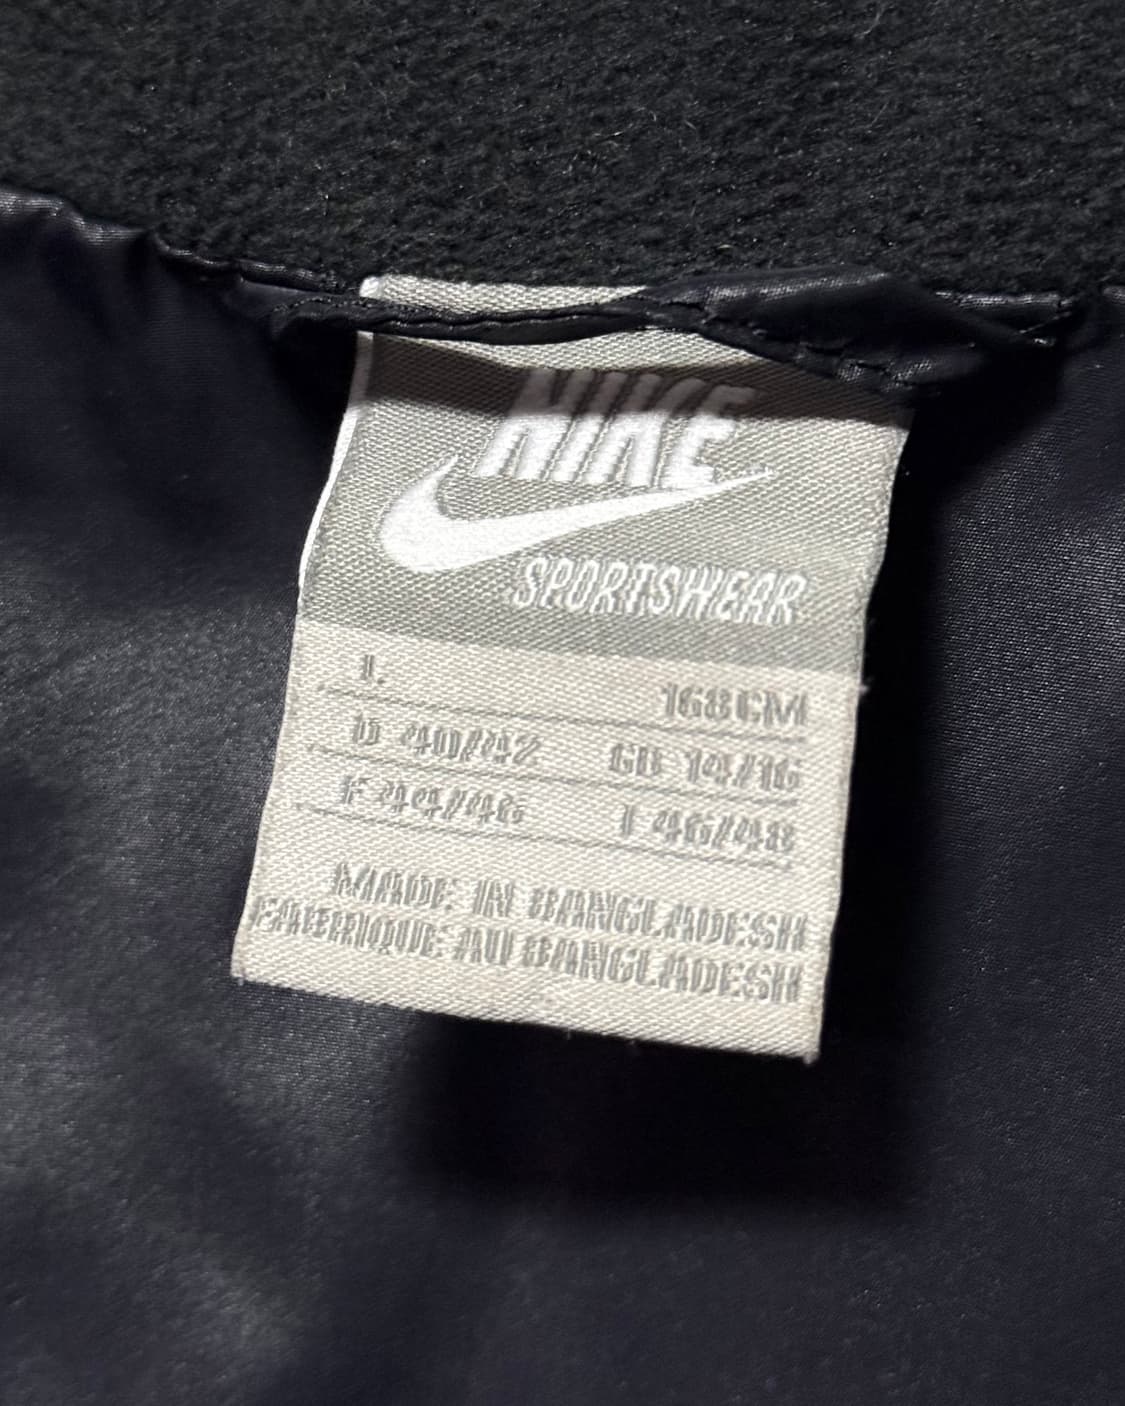 NIKE
SPORTSWEAR
L 168CM
D 40/42 GB 14/16
F 44/46 I 46/48
MADE IN BANGLADESH
FABRIQUE AU BANGLADESH